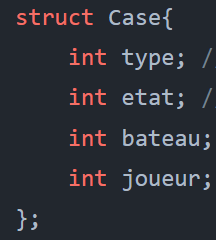 struct Case{
int type; /
int etat; /
int bateau;
int joueur;
};